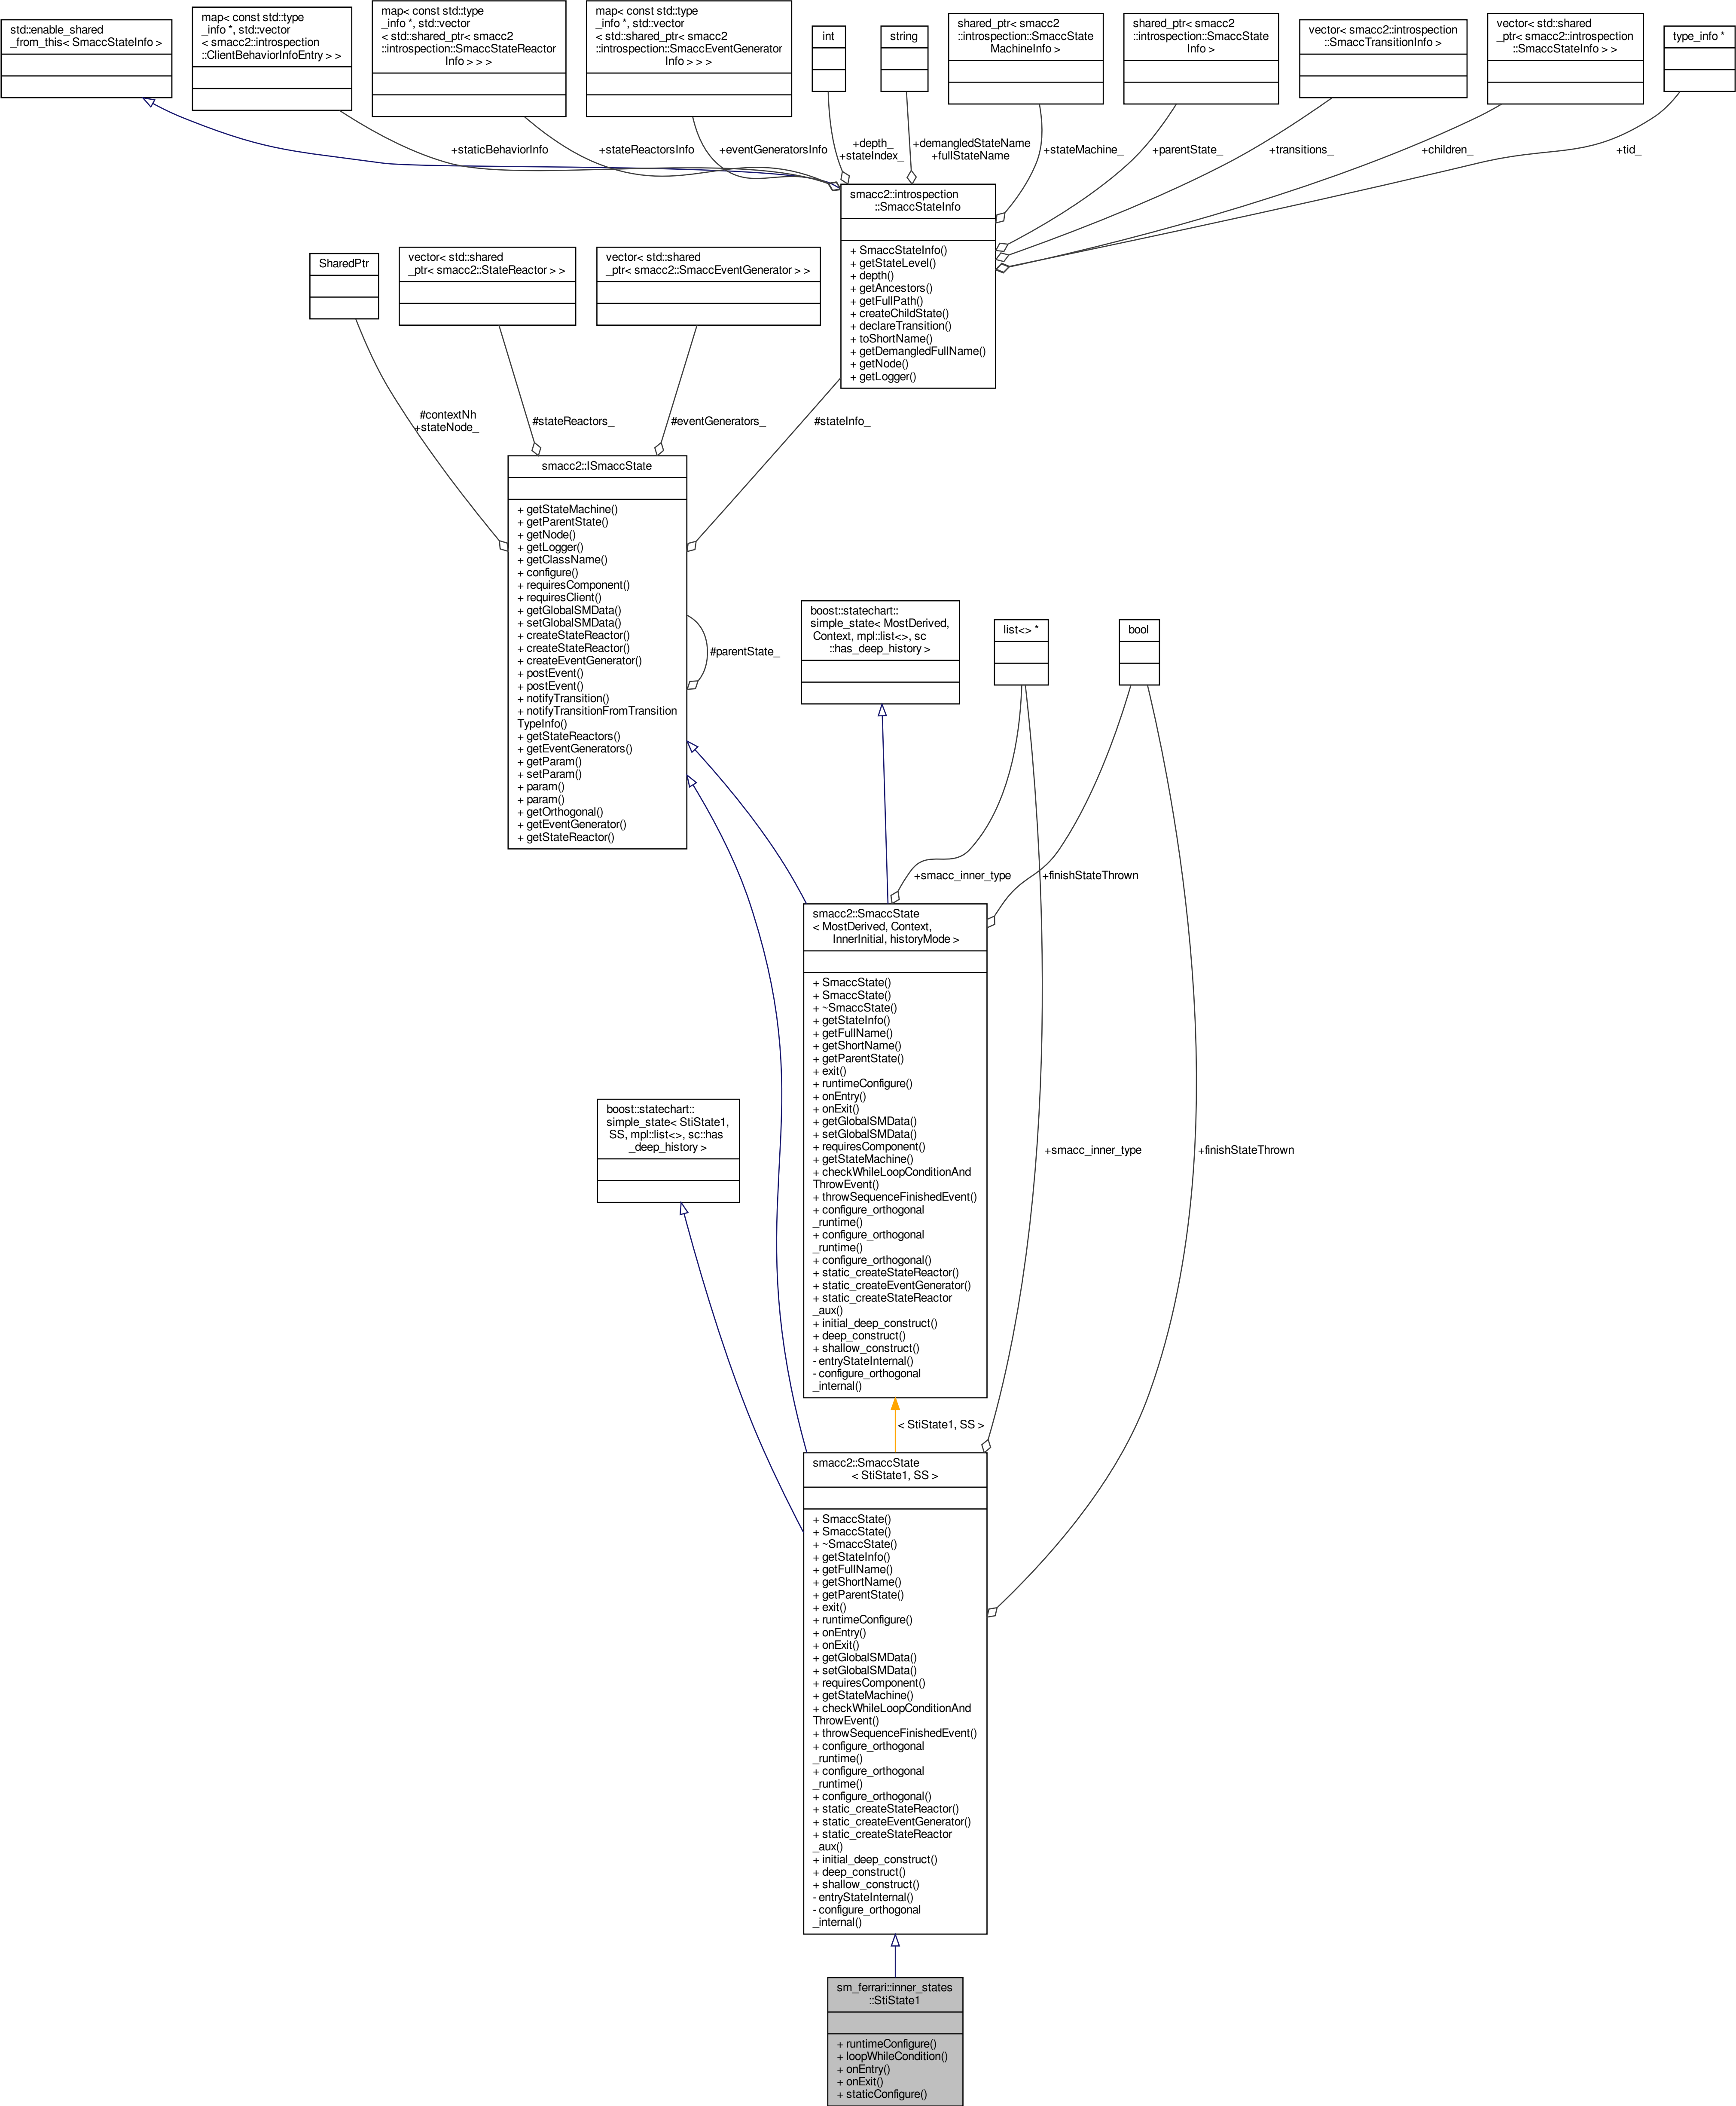 std::enable_shared
_from_this< SmaccStateInfo >
map< const std::type
_info *, std::vector
< smacc2::introspection
::ClientBehaviorInfoEntry > >
map< const std::type
_info *, std::vector
< std::shared_ptr< smacc2
::introspection::SmaccStateReactor
Info > > >
map< const std::type
_info *, std::vector
< std::shared_ptr< smacc2
::introspection::SmaccEventGenerator
Info > > >
int
string
shared_ptr< smacc2
::introspection::SmaccState
MachineInfo >
shared_ptr< smacc2
::introspection::SmaccState
Info >
vector< smacc2::introspection
::SmaccTransitionInfo >
vector< std::shared
_ptr< smacc2::introspection
::SmaccStateInfo > >
type_info *
+staticBehaviorInfo
+stateReactorsInfo
+eventGeneratorsInfo
+depth_
+stateIndex_
+demangledStateName
+fullStateName
+stateMachine_
+parentState_
+transitions_
+children_
+tid_
smacc2::introspection
::SmaccStateInfo
+ SmaccStateInfo()
+ getStateLevel()
+ depth()
+ getAncestors()
+ getFullPath()
+ createChildState()
+ declareTransition()
+ toShortName()
+ getDemangledFullName()
+ getNode()
+ getLogger()
SharedPtr
vector< std::shared
_ptr< smacc2::StateReactor > >
vector< std::shared
_ptr< smacc2::SmaccEventGenerator > >
#contextNh
+stateNode_
#stateReactors_
#eventGenerators_
#stateInfo_
smacc2::ISmaccState
+ getStateMachine()
+ getParentState()
+ getNode()
+ getLogger()
+ getClassName()
+ configure()
+ requiresComponent()
+ requiresClient()
+ getGlobalSMData()
+ setGlobalSMData()
+ createStateReactor()
+ createStateReactor()
+ createEventGenerator()
+ postEvent()
+ postEvent()
+ notifyTransition()
+ notifyTransitionFromTransition
TypeInfo()
+ getStateReactors()
+ getEventGenerators()
+ getParam()
+ setParam()
+ param()
+ param()
+ getOrthogonal()
+ getEventGenerator()
+ getStateReactor()
#parentState_
boost::statechart::
simple_state< MostDerived,
Context, mpl::list<>, sc
::has_deep_history >
list<> *
bool
+smacc_inner_type
+finishStateThrown
smacc2::SmaccState
< MostDerived, Context,
InnerInitial, historyMode >
+ SmaccState()
+ SmaccState()
+ ~SmaccState()
+ getStateInfo()
+ getFullName()
+ getShortName()
+ getParentState()
+ exit()
+ runtimeConfigure()
+ onEntry()
+ onExit()
+ getGlobalSMData()
+ setGlobalSMData()
+ requiresComponent()
+ getStateMachine()
+ checkWhileLoopConditionAnd
ThrowEvent()
+ throwSequenceFinishedEvent()
+ configure_orthogonal
_runtime()
+ configure_orthogonal
_runtime()
+ configure_orthogonal()
+ static_createStateReactor()
+ static_createEventGenerator()
+ static_createStateReactor
_aux()
+ initial_deep_construct()
+ deep_construct()
+ shallow_construct()
- entryStateInternal()
- configure_orthogonal
_internal()
boost::statechart::
simple_state< StiState1,
SS, mpl::list<>, sc::has
_deep_history >
+smacc_inner_type
+finishStateThrown
< StiState1, SS >
smacc2::SmaccState
< StiState1, SS >
+ SmaccState()
+ SmaccState()
+ ~SmaccState()
+ getStateInfo()
+ getFullName()
+ getShortName()
+ getParentState()
+ exit()
+ runtimeConfigure()
+ onEntry()
+ onExit()
+ getGlobalSMData()
+ setGlobalSMData()
+ requiresComponent()
+ getStateMachine()
+ checkWhileLoopConditionAnd
ThrowEvent()
+ throwSequenceFinishedEvent()
+ configure_orthogonal
_runtime()
+ configure_orthogonal
_runtime()
+ configure_orthogonal()
+ static_createStateReactor()
+ static_createEventGenerator()
+ static_createStateReactor
_aux()
+ initial_deep_construct()
+ deep_construct()
+ shallow_construct()
- entryStateInternal()
- configure_orthogonal
_internal()
sm_ferrari::inner_states
::StiState1
+ runtimeConfigure()
+ loopWhileCondition()
+ onEntry()
+ onExit()
+ staticConfigure()